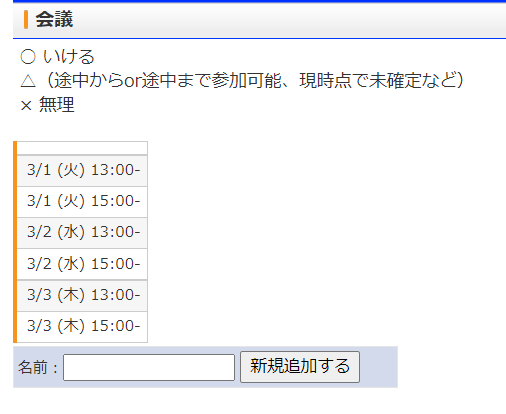 会議
○ いける
△（途中からor途中まで参加可能、現時点で未確定など）
× 無理
3/1 (火) 13:00-
3/1 (火) 15:00-
3/2 (水) 13:00-
3/2 (水) 15:00-
3/3 (木) 13:00-
3/3 (木) 15:00-
名前： 新規追加する